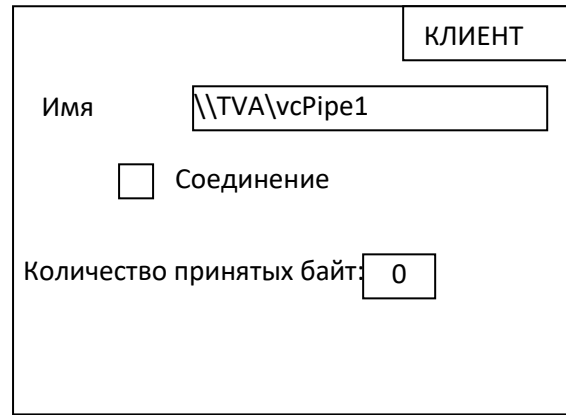 КЛИЕНТ
Имя \\TVA\vcPipe1
Соединение
Количество принятых байт: 0